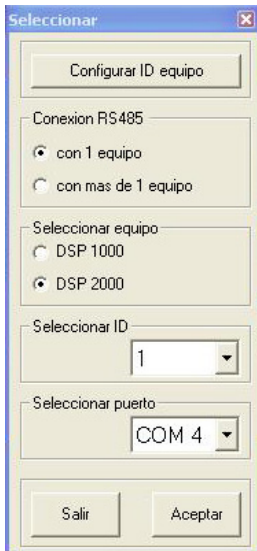 Seleccionar
Configurar ID equipo
Conexion RS485
con 1 equipo
con mas de 1 equipo
Seleccionar equipo
DSP 1000
DSP 2000
Seleccionar ID
1
Seleccionar puerto
COM 4
Salir Aceptar